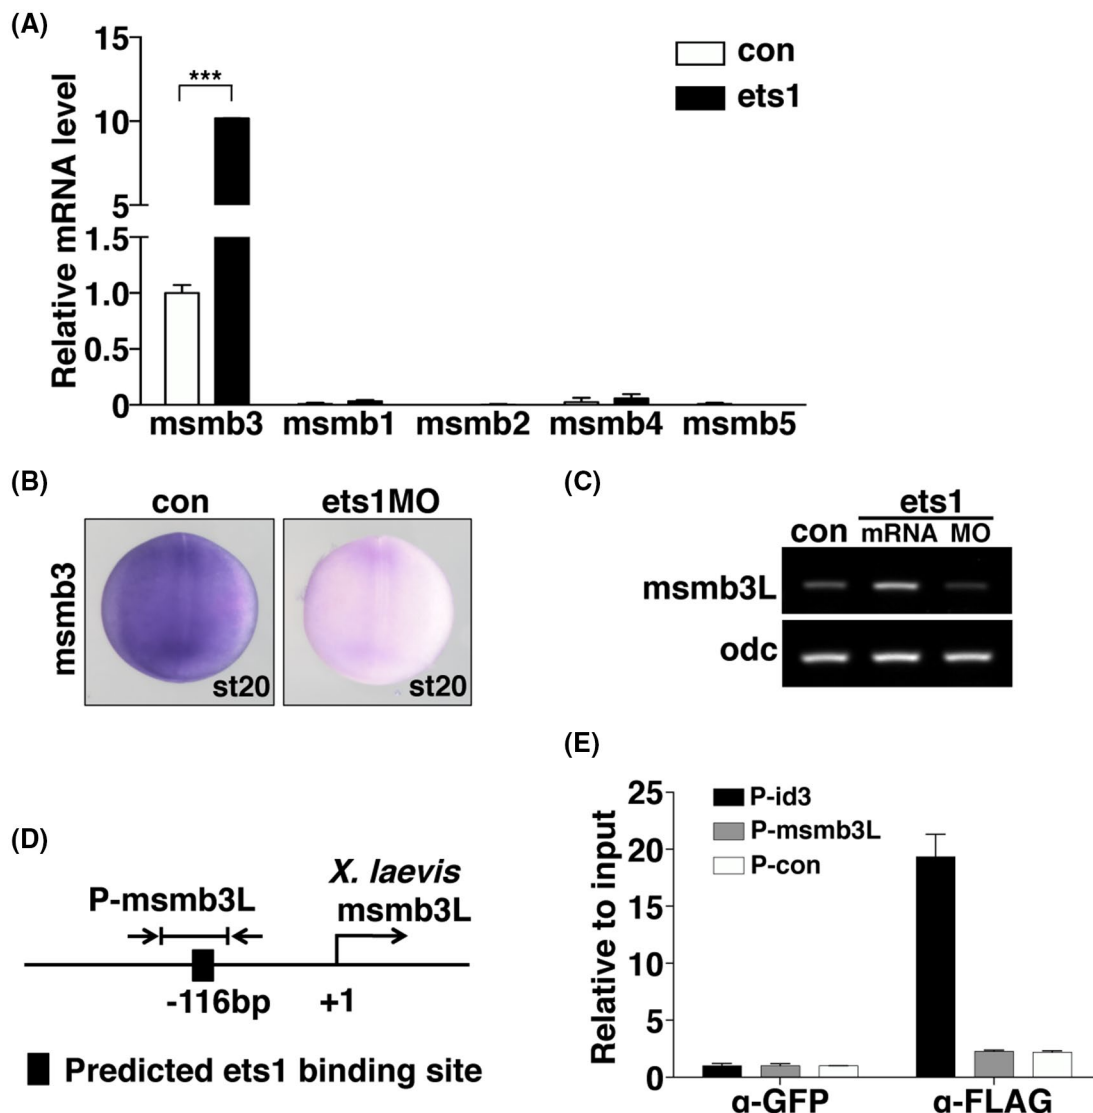 (A)
15
10
5
1.5
1.0
0.5
0
Relative mRNA level
***
con
ets1
msmb3 msmb1 msmb2 msmb4 msmb5
(B)
con ets1MO
msmb3
st20 st20
(C)
ets1
con mRNA MO
msmb3L
odc
(D)
X. laevis
P-msmb3L msmb3L
-116bp +1
Predicted ets1 binding site
(E)
25
20
15
10
5
0
Relative to input
P-id3
P-msmb3L
P-con
α-GFP α-FLAG